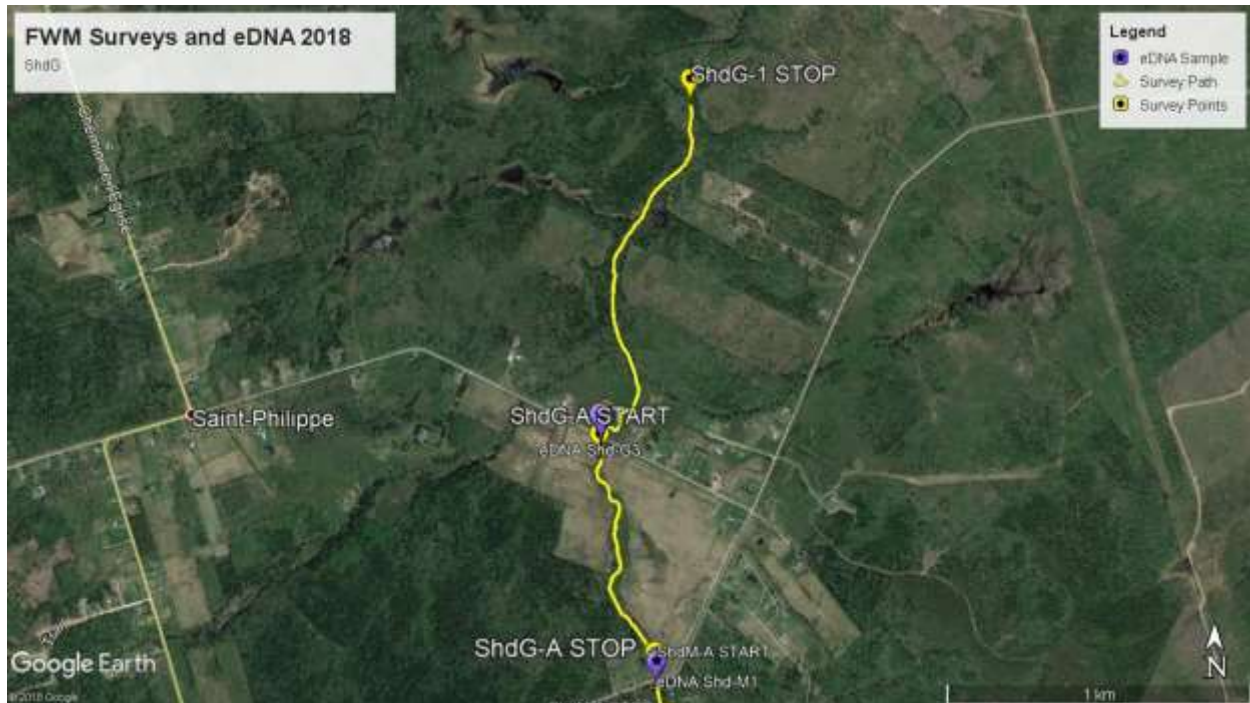 FWM Surveys and eDNA 2018
ShdG
Legend
eDNA Sample
Survey Path
Survey Points
ShdG-1 STOP
Saint-Philippe
ShdG-A START
eDNA Shd-G3
ShdG-A STOP
ShdM-A START
eDNA Shd-M1
Google Earth
© 2018 Google
1 km
N